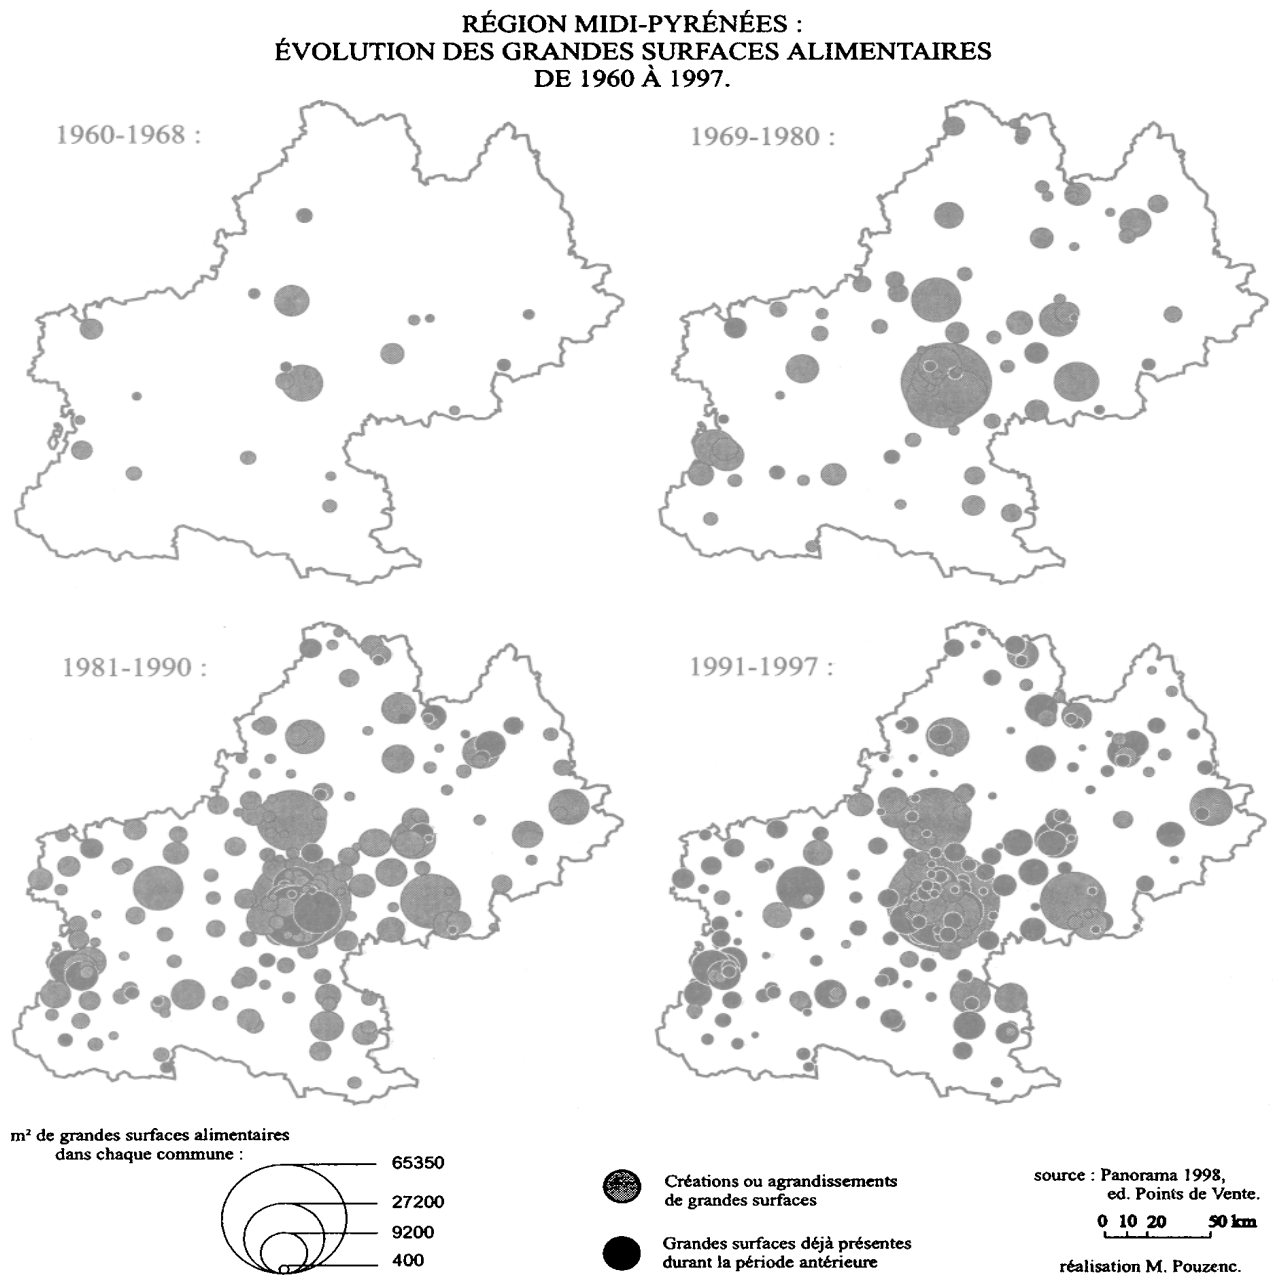 RÉGION MIDI-PYRÉNÉES :
ÉVOLUTION DES GRANDES SURFACES ALIMENTAIRES
DE 1960 À 1997.
1960-1968 :
1969-1980 :
1981-1990 :
1991-1997 :
m² de grandes surfaces alimentaires
dans chaque commune :
65350
27200
9200
400
Créations ou agrandissements
de grandes surfaces
Grandes surfaces déjà présentes
durant la période antérieure
source : Panorama 1998,
ed. Points de Vente.
0 10 20 50 km
réalisation M. Pouzenc.